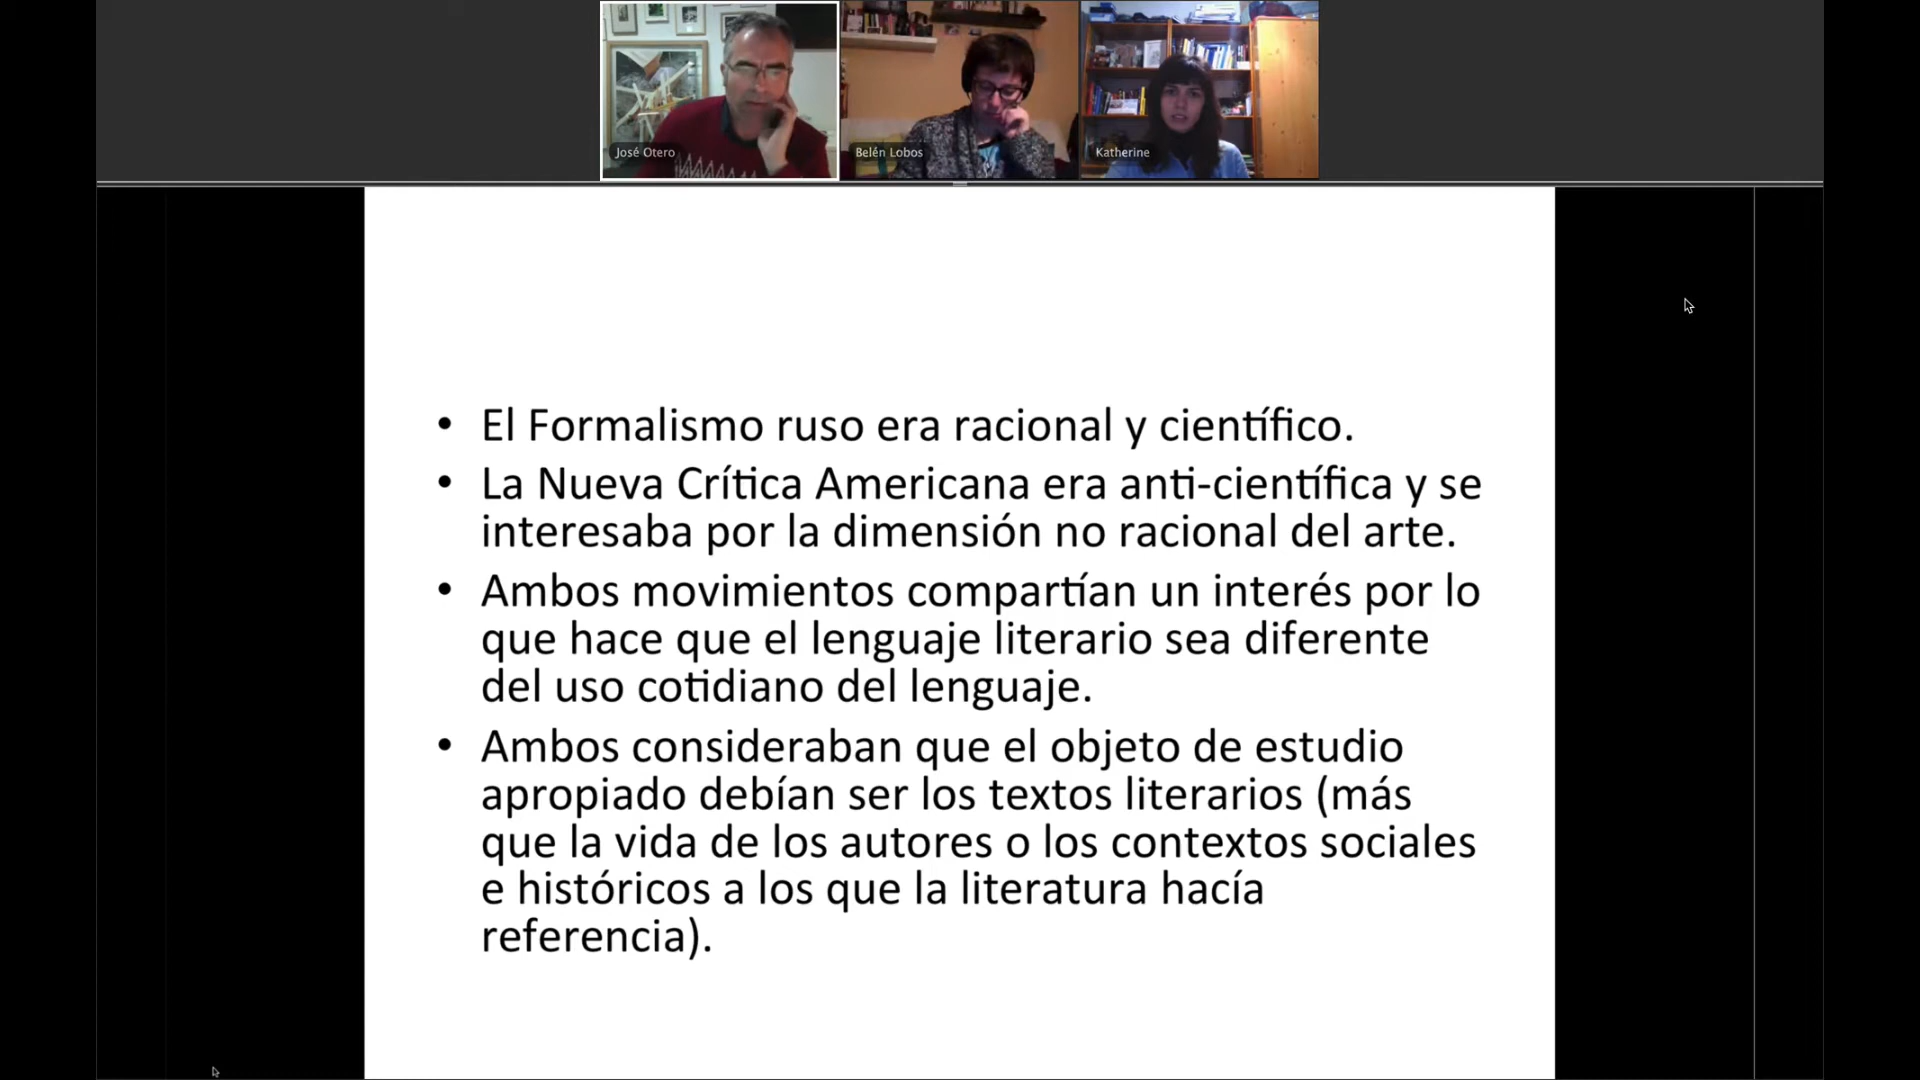 José Otero
Belén Lobos
Katherine
• El Formalismo ruso era racional y científico.
• La Nueva Crítica Americana era anti-científica y se
interesaba por la dimensión no racional del arte.
• Ambos movimientos compartían un interés por lo
que hace que el lenguaje literario sea diferente
del uso cotidiano del lenguaje.
• Ambos consideraban que el objeto de estudio
apropiado debían ser los textos literarios (más
que la vida de los autores o los contextos sociales
e históricos a los que la literatura hacía
referencia).